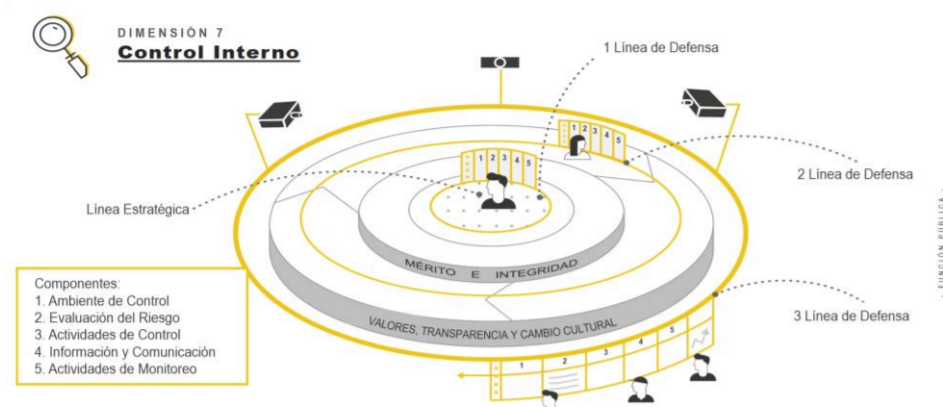 DIMENSIÓN 7
Control Interno
1 Línea de Defensa
1 2 3 4 5
1 2 3 4 5
2 Línea de Defensa
Línea Estratégica
- FUNCIÓN PÚBLICA -
MÉRITO E INTEGRIDAD
VALORES, TRANSPARENCIA Y CAMBIO CULTURAL
3 Línea de Defensa
Componentes:
1. Ambiente de Control
2. Evaluación del Riesgo
3. Actividades de Control
4. Información y Comunicación
5. Actividades de Monitoreo
1 2 3 4 5